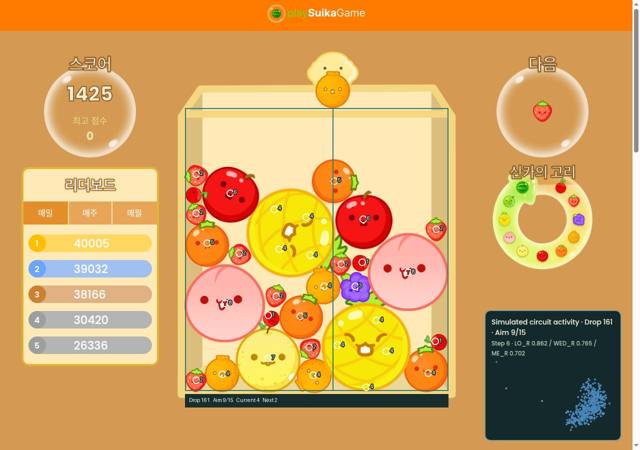 playSuikaGame
스코어
1425
최고 점수
0
다음
신카의 고리
리더보드
매일
매주
매월
1 40005
2 39032
3 38166
4 30420
5 26336
Simulated circuit activity · Drop 161
· Aim 9/15
Step 6 · LO_R 0.862 / WED_R 0.765 /
ME_R 0.702
Drop 161 Aim 9/15 Current 4 Next 2